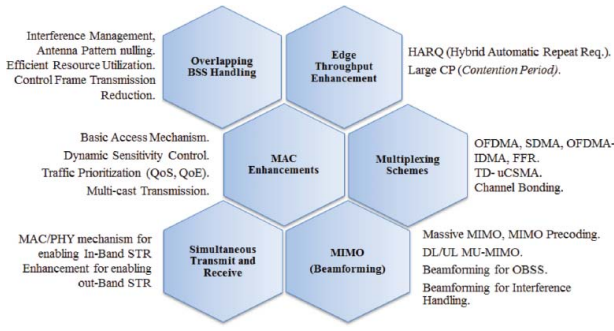 Interference Management,
Antenna Pattern nulling.
Efficient Resource Utilization.
Control Frame Transmission
Reduction.
Overlapping
BSS Handling
Edge
Throughput
Enhancement
HARQ (Hybrid Automatic Repeat Req.).
Large CP (Contention Period).
Basic Access Mechanism.
Dynamic Sensitivity Control.
Traffic Prioritization (QoS, QoE).
Multi-cast Transmission.
MAC
Enhancements
Multiplexing
Schemes
OFDMA, SDMA, OFDMA-
IDMA, FFR.
TD- uCSMA.
Channel Bonding.
MAC/PHY mechanism for
enabling In-Band STR
Enhancement for enabling
out-Band STR
Simultaneous
Transmit and
Receive
MIMO
(Beamforming)
Massive MIMO, MIMO Precoding.
DL/UL MU-MIMO.
Beamforming for OBSS.
Beamforming for Interference
Handling.